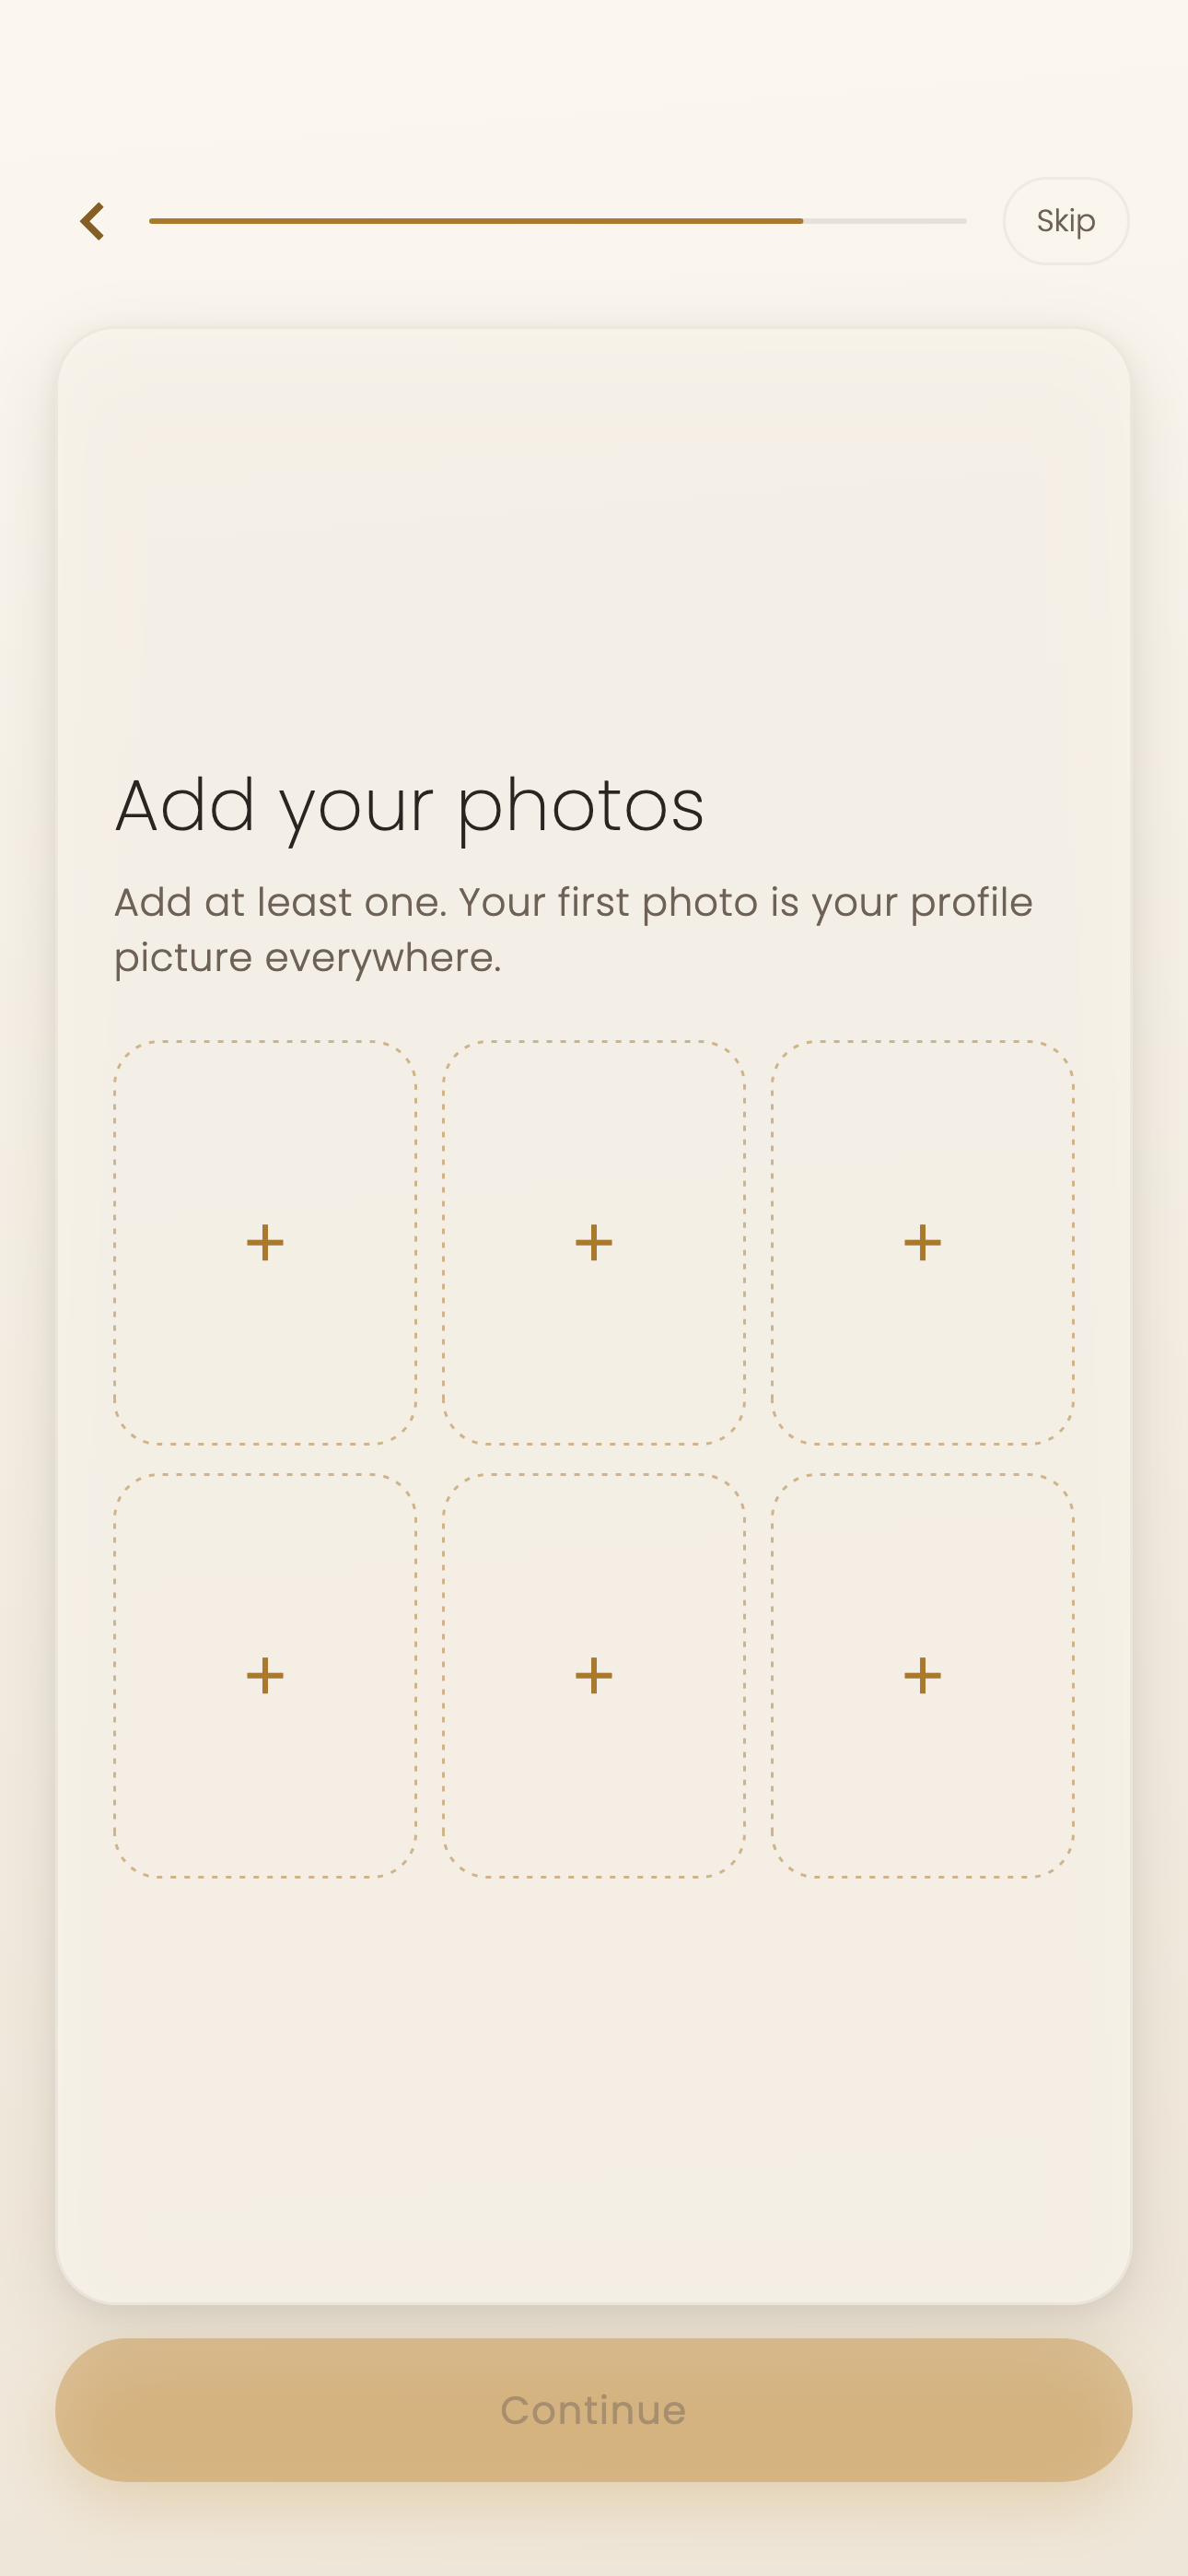 Skip
Add your photos
Add at least one. Your first photo is your profile
picture everywhere.
Continue